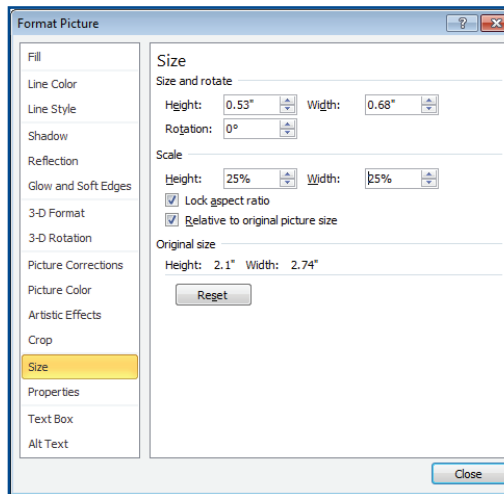 Format Picture
Fill
Line Color
Line Style
Shadow
Reflection
Glow and Soft Edges
3-D Format
3-D Rotation
Picture Corrections
Picture Color
Artistic Effects
Crop
Size
Properties
Text Box
Alt Text
Size
Size and rotate
Height: 0.53" Width: 0.68"
Rotation: 0°
Scale
Height: 25% Width: 25%
Lock aspect ratio
Relative to original picture size
Original size
Height: 2.1" Width: 2.74"
Reset
Close